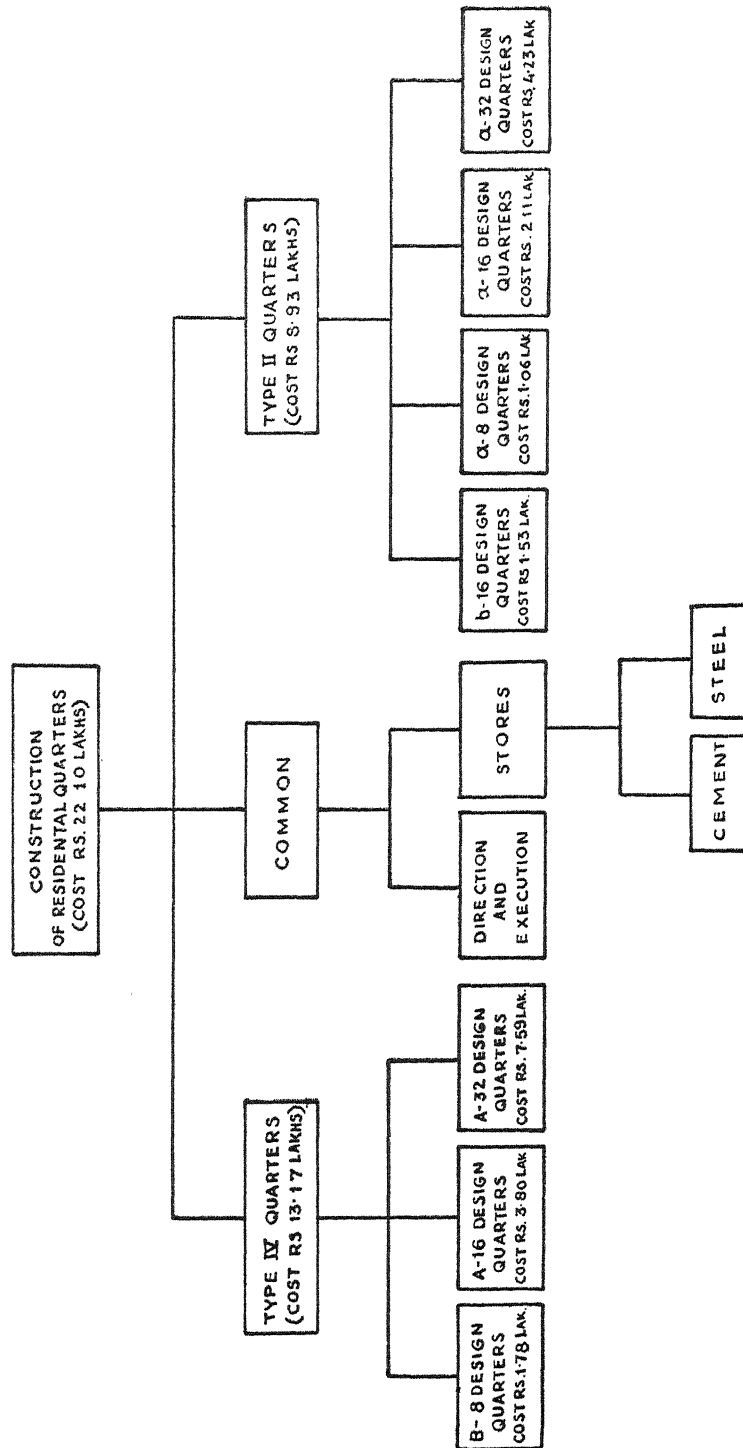 CONSTRUCTION
OF RESIDENTAL QUARTERS
(COST RS. 22 10 LAKHS)
TYPE IV QUARTERS
(COST RS 13·17 LAKHS)
COMMON
TYPE II QUARTERS
(COST RS 8·93 LAKHS)
B-8 DESIGN
QUARTERS
COST RS.1·78 LAK.
A-16 DESIGN
QUARTERS
COST RS. 3·80 LAK
A-32 DESIGN
QUARTERS
COST RS. 7·59 LAK.
DIRECTION
AND
EXECUTION
STORES
b-16 DESIGN
QUARTERS
COST RS 1·53 LAK.
a-8 DESIGN
QUARTERS
COST RS.1·06 LAK.
a-16 DESIGN
QUARTERS
COST RS. 2 11 LAK.
a-32 DESIGN
QUARTERS
COST RS. 4·23 LAK
CEMENT
STEEL